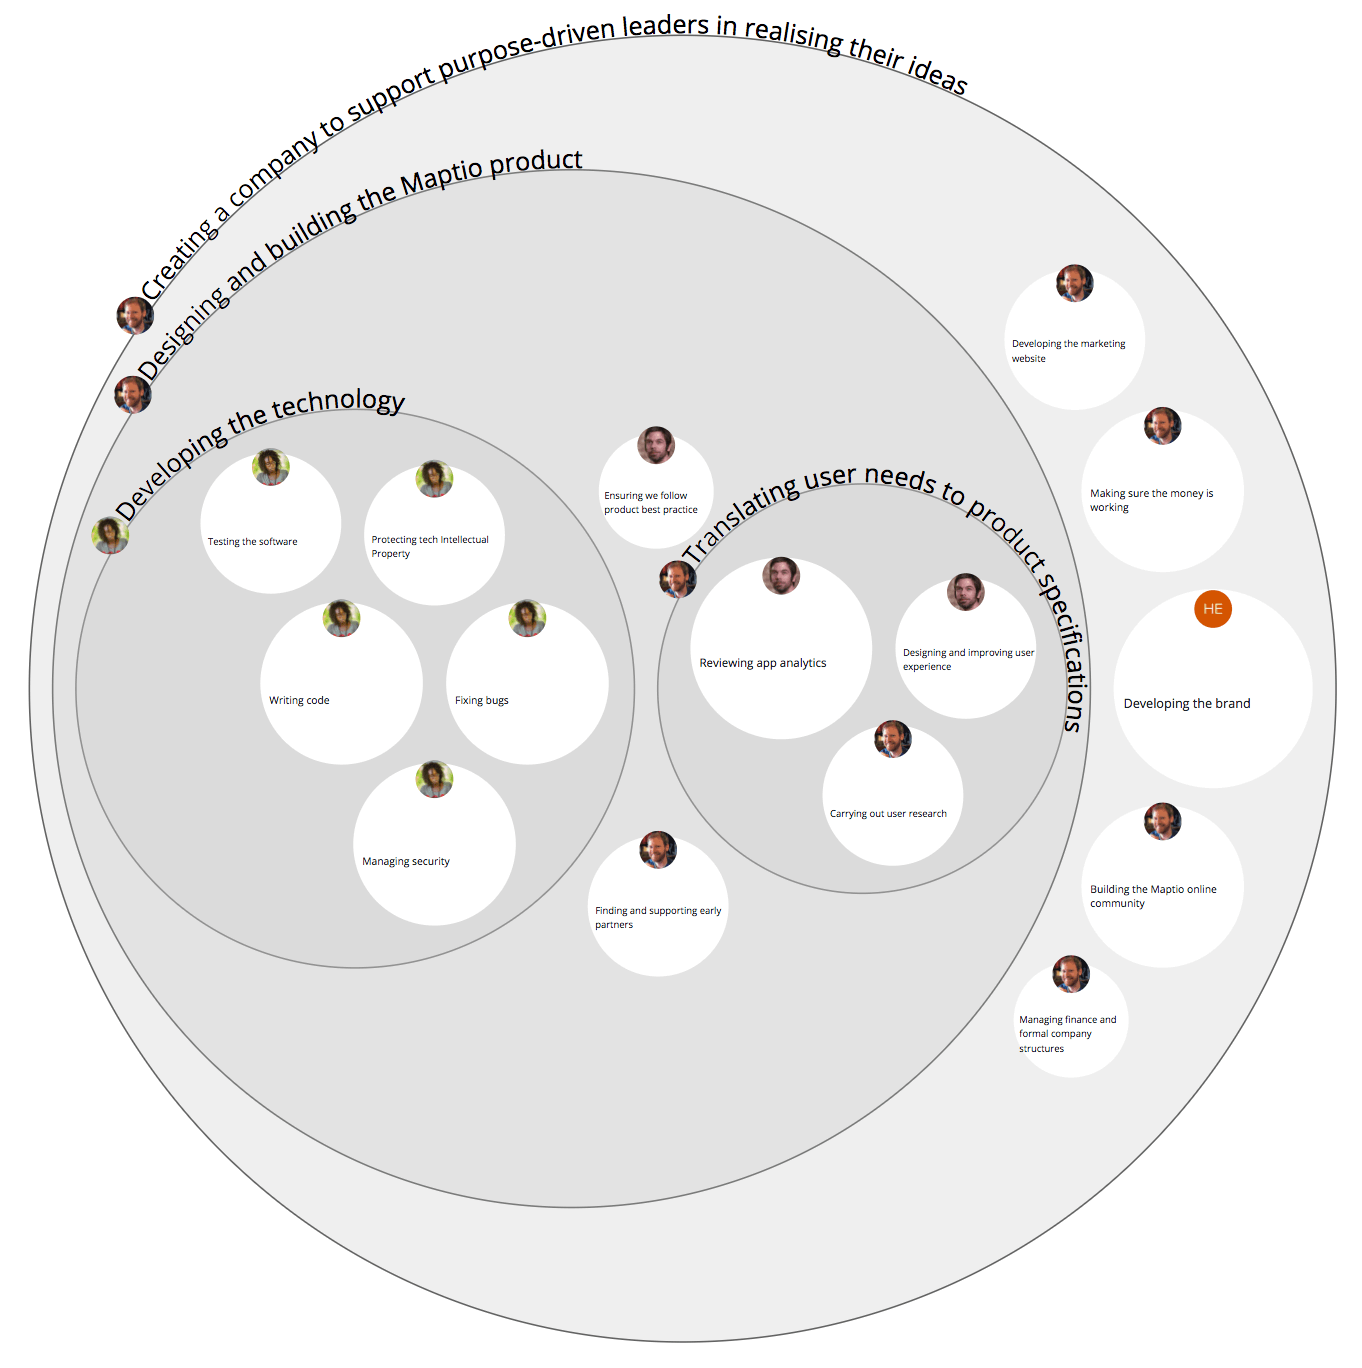 Creating a company to support purpose-driven leaders in realising their ideas
Designing and building the Maptio product
Developing the technology
Testing the software
Protecting tech Intellectual
Property
Writing code
Fixing bugs
Managing security
Ensuring we follow
product best practice
Translating user needs to product specifications
Reviewing app analytics
Designing and improving user
experience
Carrying out user research
Finding and supporting early
partners
Developing the marketing
website
Making sure the money is
working
HE
Developing the brand
Building the Maptio online
community
Managing finance and
formal company
structures